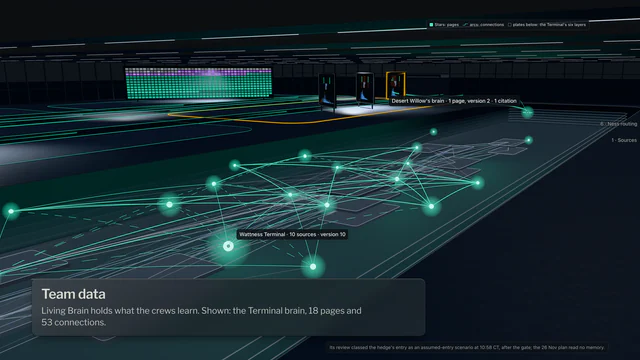 Stars: pages
arcs: connections
plates below: the Terminal's six layers
Desert Willow's brain · 1 page, version 2 · 1 citation
6 · Ness routing
1 · Sources
Wattness Terminal · 10 sources · version 10
Team data
Living Brain holds what the crews learn. Shown: the Terminal brain, 18 pages and
53 connections.
Its review classed the hedge's entry as an assumed-entry scenario at 10:58 CT, after the gate; the 26 Nov plan read no memory.